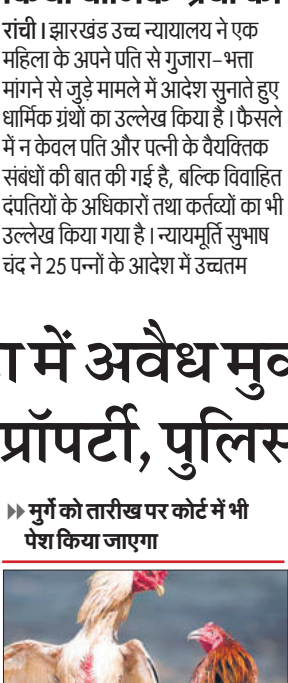 रांची। झारखंड उच्च न्यायालय ने एक
महिला के अपने पति से गुजारा-भत्ता
मांगने से जुड़े मामले में आदेश सुनाते हुए
धार्मिक ग्रंथों का उल्लेख किया है। फैसले
में न केवल पति और पत्नी के वैयक्तिक
संबंधों की बात की गई है, बल्कि विवाहित
दंपतियों के अधिकारों तथा कर्तव्यों का भी
उल्लेख किया गया है। न्यायमूर्ति सुभाष
चंद ने 25 पन्नों के आदेश में उच्चतम
में अवैध
प्रॉपर्टी, पुलिस
मुर्गे को तारीख पर कोर्ट में भी
पेश किया जाएगा